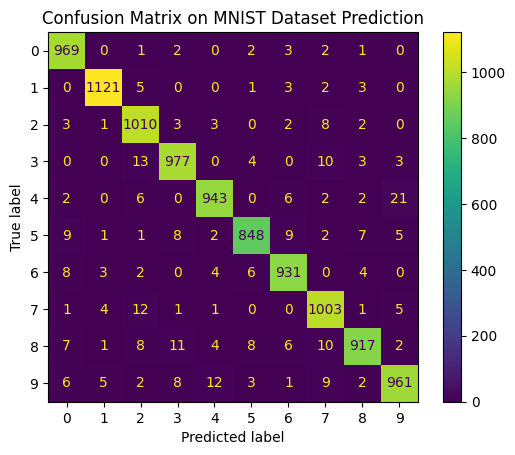 Confusion Matrix on MNIST Dataset Prediction
0 969 0 1 2 0 2 3 2 1 0
1 0 1121 5 0 0 1 3 2 3 0
2 3 1 1010 3 3 0 2 8 2 0
3 0 0 13 977 0 4 0 10 3 3
4 2 0 6 0 943 0 6 2 2 21
5 9 1 1 8 2 848 9 2 7 5
6 8 3 2 0 4 6 931 0 4 0
7 1 4 12 1 1 0 0 1003 1 5
8 7 1 8 11 4 8 6 10 917 2
9 6 5 2 8 12 3 1 9 2 961
0 1 2 3 4 5 6 7 8 9
True label
Predicted label
1000
800
600
400
200
0